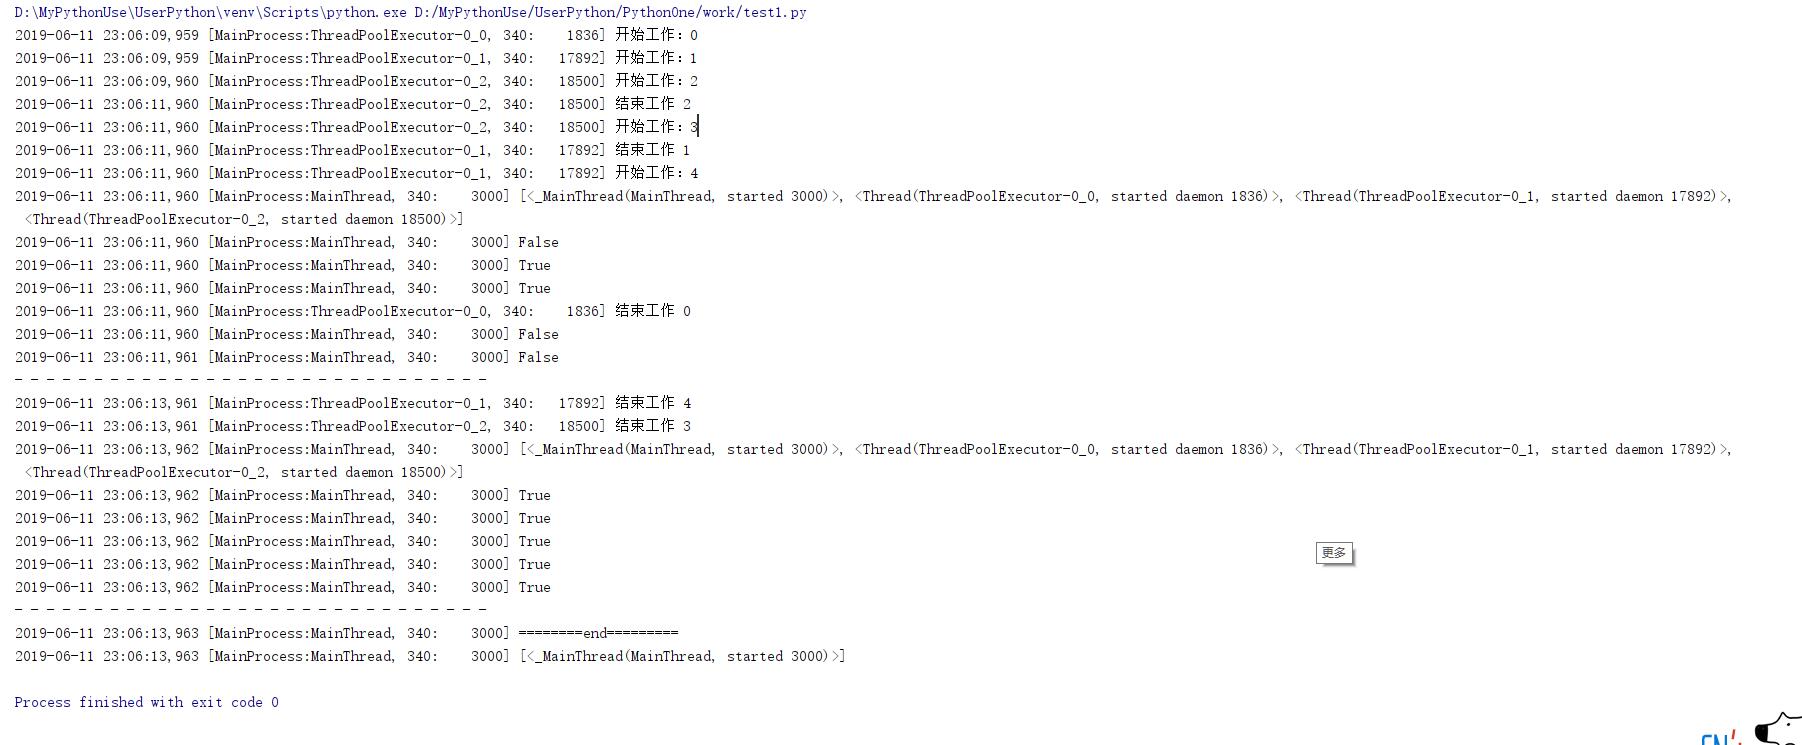 D:\MyPythonUse\UserPython\venv\Scripts\python.exe D:/MyPythonUse/UserPython/PythonOne/work/test1.py
2019-06-11 23:06:09,959 [MainProcess:ThreadPoolExecutor-0_0, 340:    1836] 开始工作：0
2019-06-11 23:06:09,959 [MainProcess:ThreadPoolExecutor-0_1, 340:   17892] 开始工作：1
2019-06-11 23:06:09,960 [MainProcess:ThreadPoolExecutor-0_2, 340:   18500] 开始工作：2
2019-06-11 23:06:11,960 [MainProcess:ThreadPoolExecutor-0_2, 340:   18500] 结束工作 2
2019-06-11 23:06:11,960 [MainProcess:ThreadPoolExecutor-0_2, 340:   18500] 开始工作：3
2019-06-11 23:06:11,960 [MainProcess:ThreadPoolExecutor-0_1, 340:   17892] 结束工作 1
2019-06-11 23:06:11,960 [MainProcess:ThreadPoolExecutor-0_1, 340:   17892] 开始工作：4
2019-06-11 23:06:11,960 [MainProcess:MainThread, 340:    3000] [<_MainThread(MainThread, started 3000)>, <Thread(ThreadPoolExecutor-0_0, started daemon 1836)>, <Thread(ThreadPoolExecutor-0_1, started daemon 17892)>,
<Thread(ThreadPoolExecutor-0_2, started daemon 18500)>]
2019-06-11 23:06:11,960 [MainProcess:MainThread, 340:    3000] False
2019-06-11 23:06:11,960 [MainProcess:MainThread, 340:    3000] True
2019-06-11 23:06:11,960 [MainProcess:MainThread, 340:    3000] True
2019-06-11 23:06:11,960 [MainProcess:ThreadPoolExecutor-0_0, 340:    1836] 结束工作 0
2019-06-11 23:06:11,960 [MainProcess:MainThread, 340:    3000] False
2019-06-11 23:06:11,961 [MainProcess:MainThread, 340:    3000] False
- - - - - - - - - - - - - - - - - - - - - - - - - - - - - -
2019-06-11 23:06:13,961 [MainProcess:ThreadPoolExecutor-0_1, 340:   17892] 结束工作 4
2019-06-11 23:06:13,961 [MainProcess:ThreadPoolExecutor-0_2, 340:   18500] 结束工作 3
2019-06-11 23:06:13,962 [MainProcess:MainThread, 340:    3000] [<_MainThread(MainThread, started 3000)>, <Thread(ThreadPoolExecutor-0_0, started daemon 1836)>, <Thread(ThreadPoolExecutor-0_1, started daemon 17892)>,
<Thread(ThreadPoolExecutor-0_2, started daemon 18500)>]
2019-06-11 23:06:13,962 [MainProcess:MainThread, 340:    3000] True
2019-06-11 23:06:13,962 [MainProcess:MainThread, 340:    3000] True
2019-06-11 23:06:13,962 [MainProcess:MainThread, 340:    3000] True
更多
2019-06-11 23:06:13,962 [MainProcess:MainThread, 340:    3000] True
2019-06-11 23:06:13,962 [MainProcess:MainThread, 340:    3000] True
- - - - - - - - - - - - - - - - - - - - - - - - - - - - - -
2019-06-11 23:06:13,963 [MainProcess:MainThread, 340:    3000] ========end=========
2019-06-11 23:06:13,963 [MainProcess:MainThread, 340:    3000] [<_MainThread(MainThread, started 3000)>]
Process finished with exit code 0